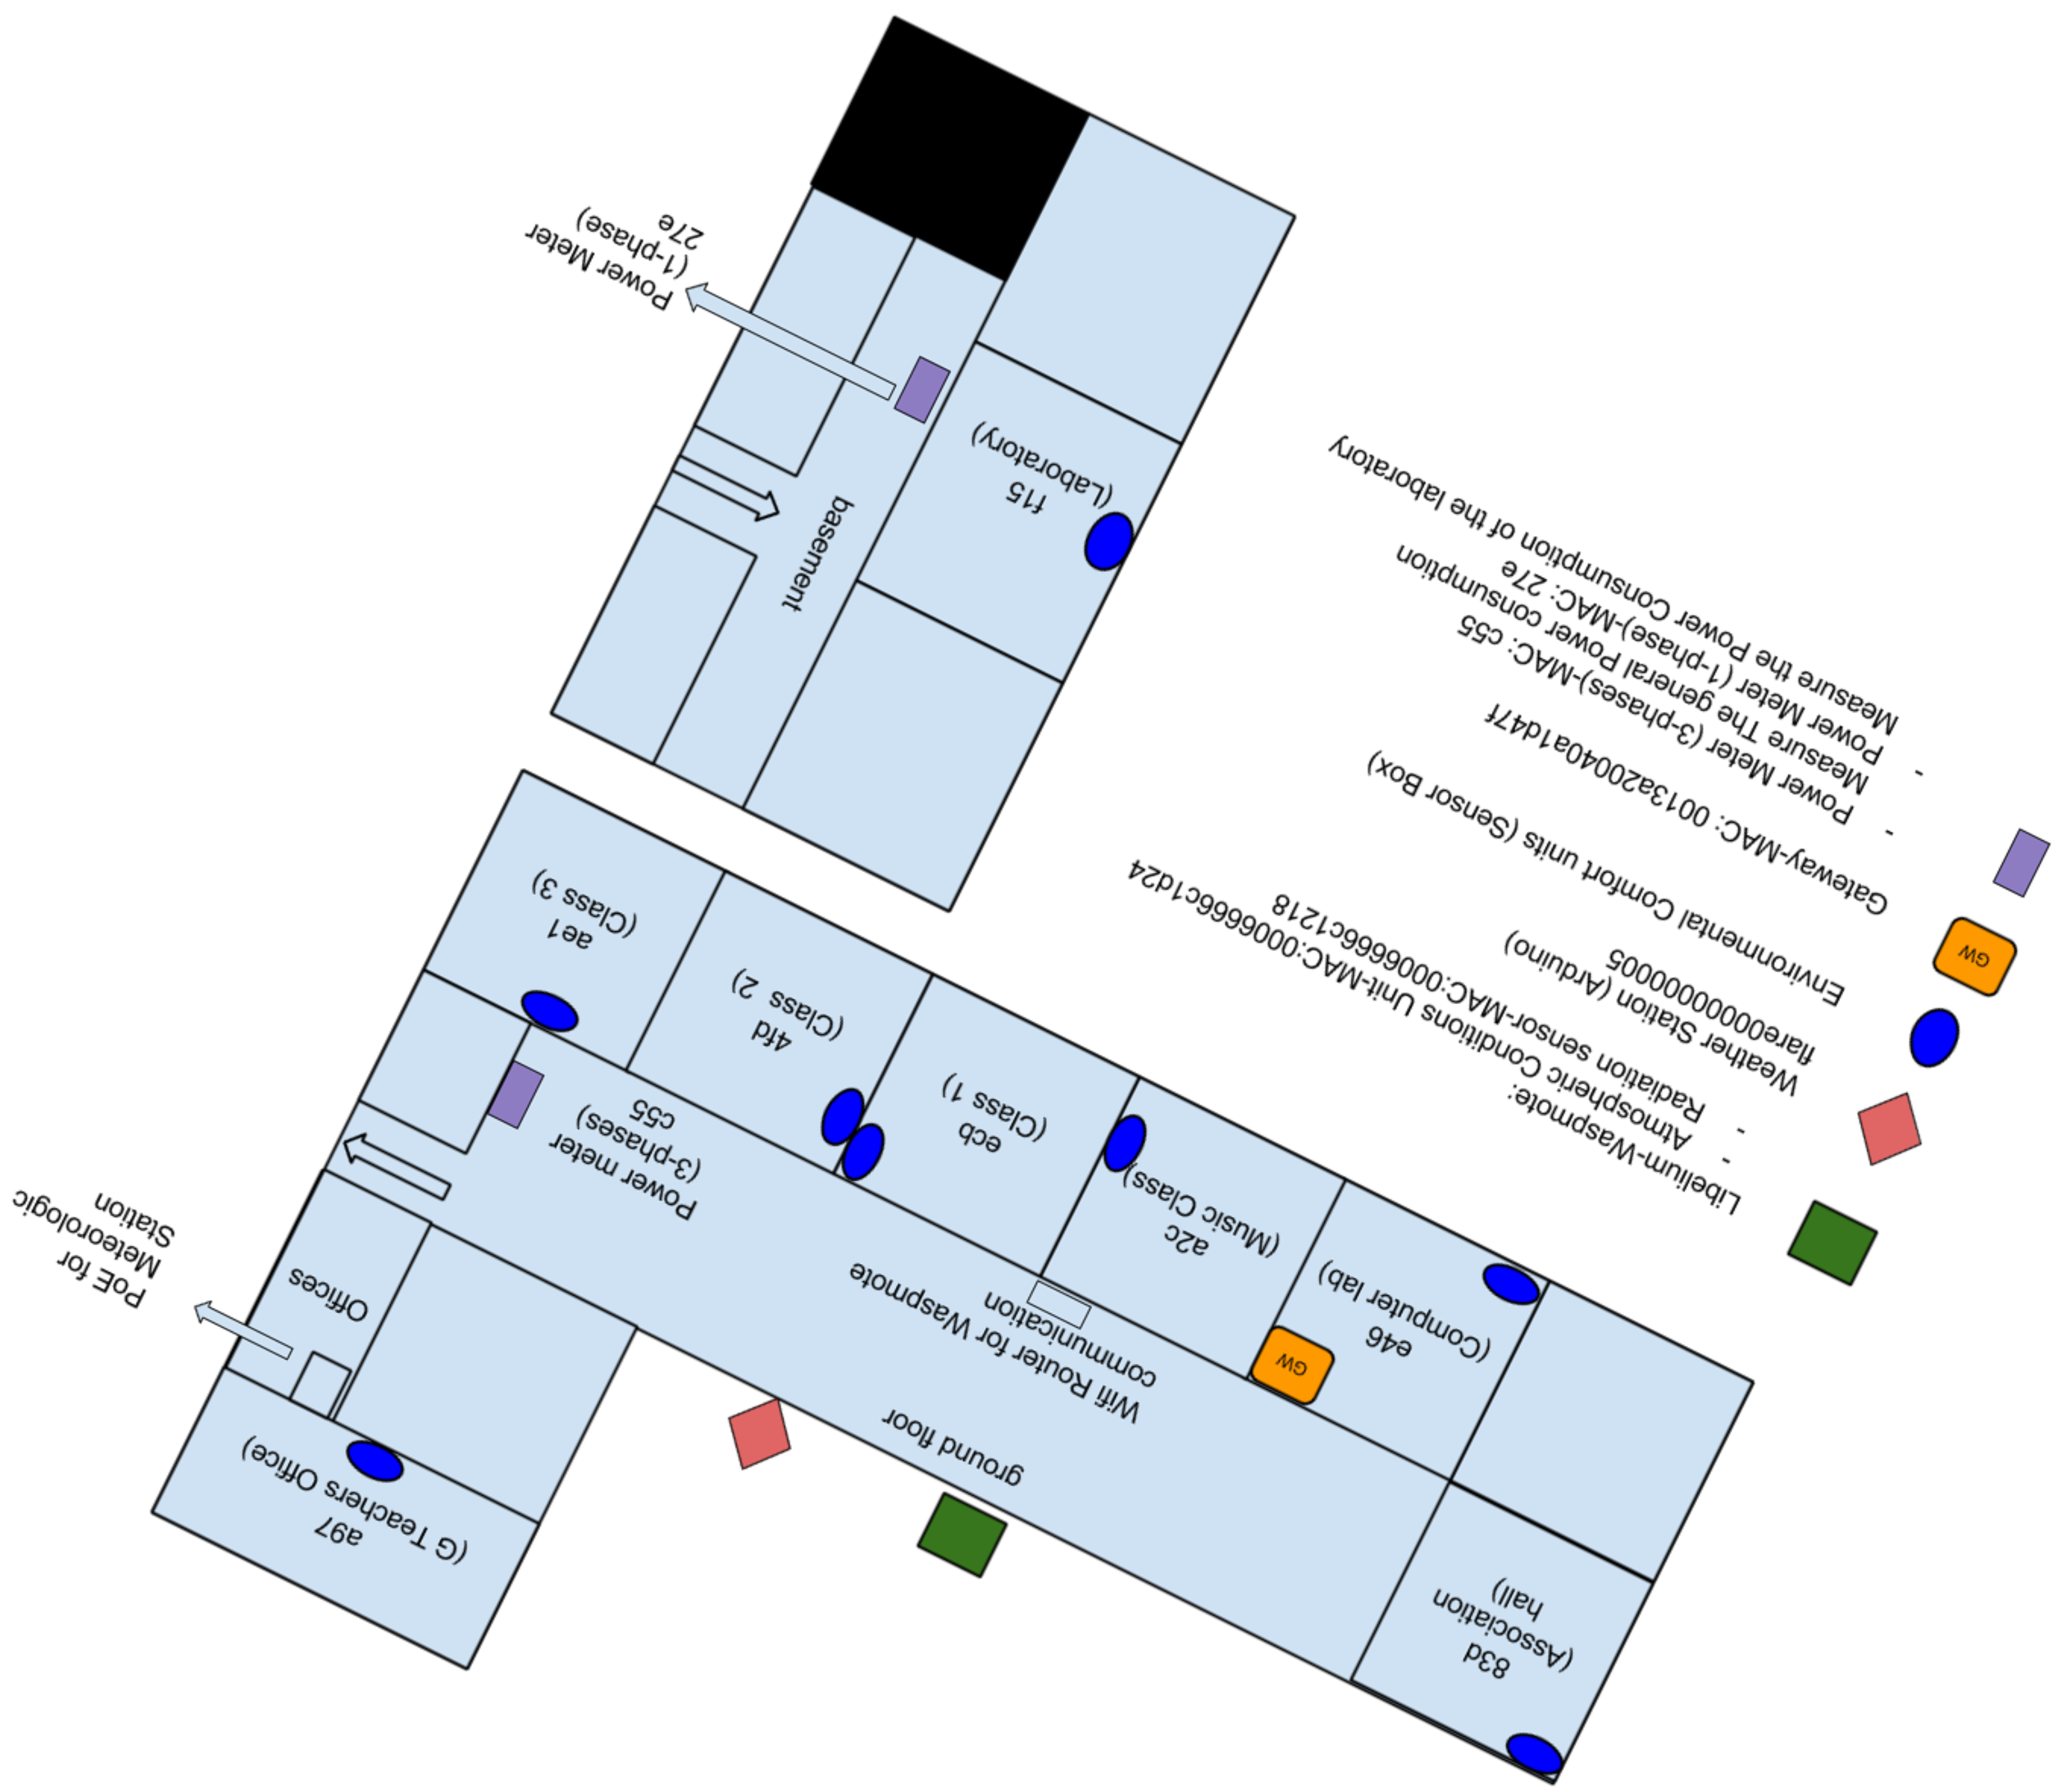 83d
(Association
hall)
a97
(G Teachers Office)
Offices
PoE for
Meteorologic
Station
ground floor
Wifi Router for Waspmote
communication
Power meter
(3-phases)
c55
GW
e46
(Computer lab)
a2c
(Music Class)
ecb
(Class 1)
4fd
(Class 2)
ae1
(Class 3)
Libelium-Waspmote:
- Atmospheric Conditions Unit-MAC:0006666c1d24
- Radiation sensor-MAC:0006666c1218
Weather Station (Arduino)
flare00000000005
Environmental Comfort units (Sensor Box)
GW
Gateway-MAC: 0013a20040a1d47f
- Power Meter (3-phases)-MAC: c55
Measure The general Power consumption
- Power Meter (1-phase)-MAC: 27e
Measure the Power Consumption of the laboratory
basement
f15
(Laboratory)
Power Meter
(1-phase)
27e